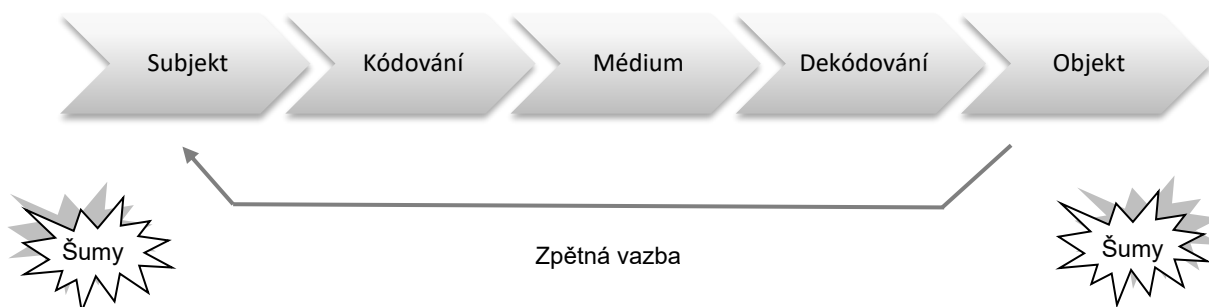 Subjekt
Kódování
Médium
Dekódování
Objekt
Šumy
Zpětná vazba
Šumy